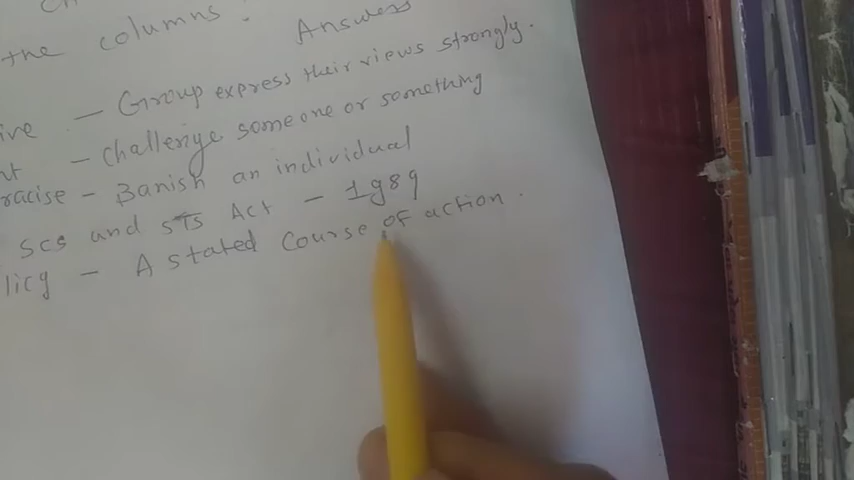 the columns. Answers
ive - Group express their views strongly.
nt - Challenge someone or something
racise - Banish an individual
SCS and STS Act - 1989
licy - A stated Course of action.